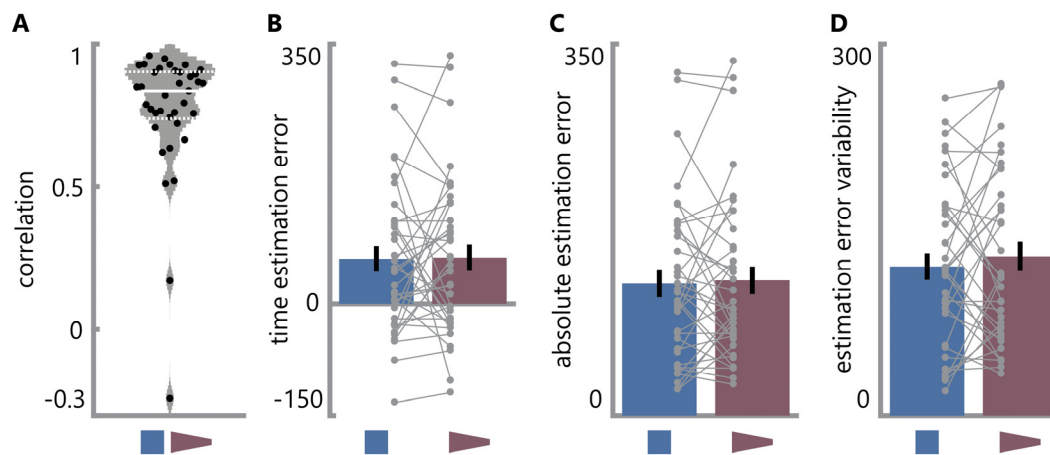 A
correlation
1
0.5
0
-0.3
B
time estimation error
350
0
-150
C
absolute estimation error
350
0
D
estimation error variability
300
0